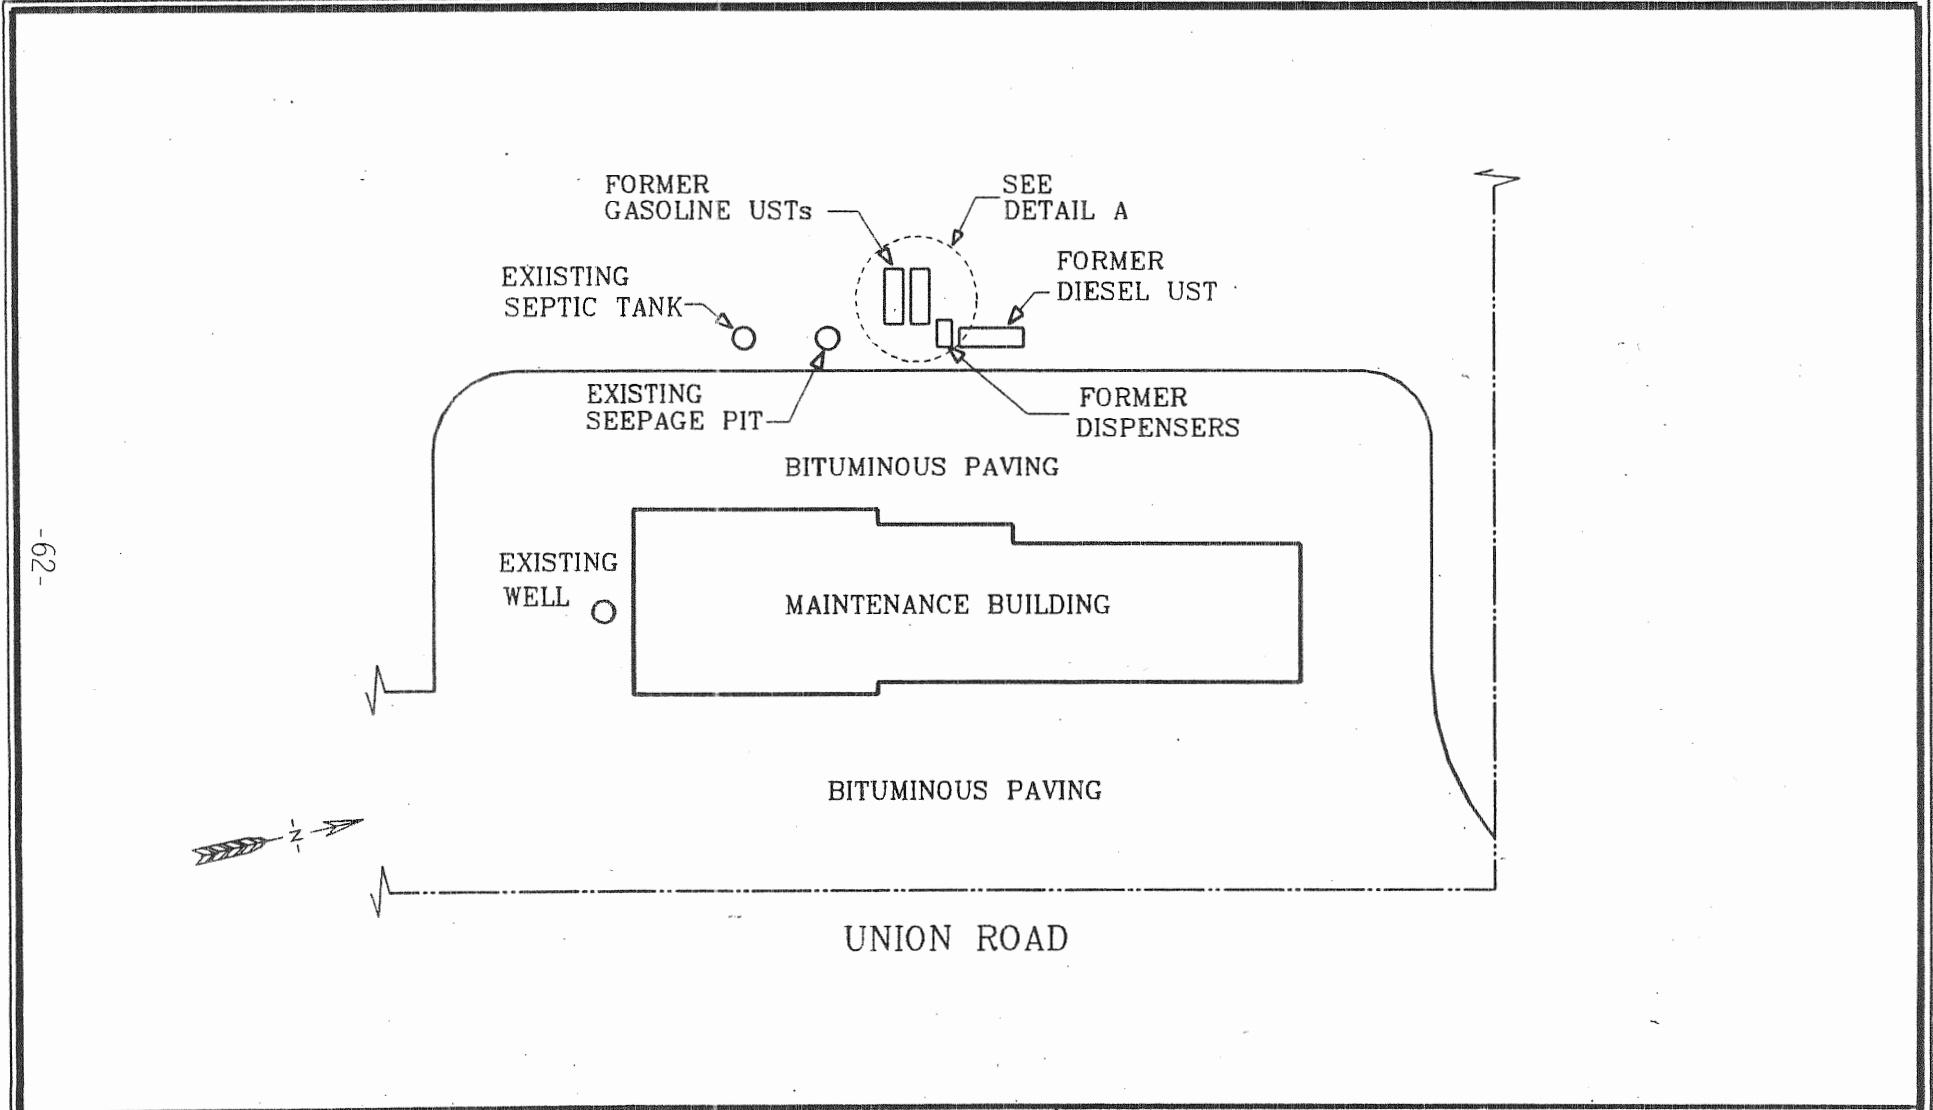 FORMER
GASOLINE USTs
SEE
DETAIL A
EXIISTING
SEPTIC TANK
FORMER
DIESEL UST
EXISTING
SEEPAGE PIT
FORMER
DISPENSERS
BITUMINOUS PAVING
-62-
EXISTING
WELL
MAINTENANCE BUILDING
BITUMINOUS PAVING
N
UNION ROAD